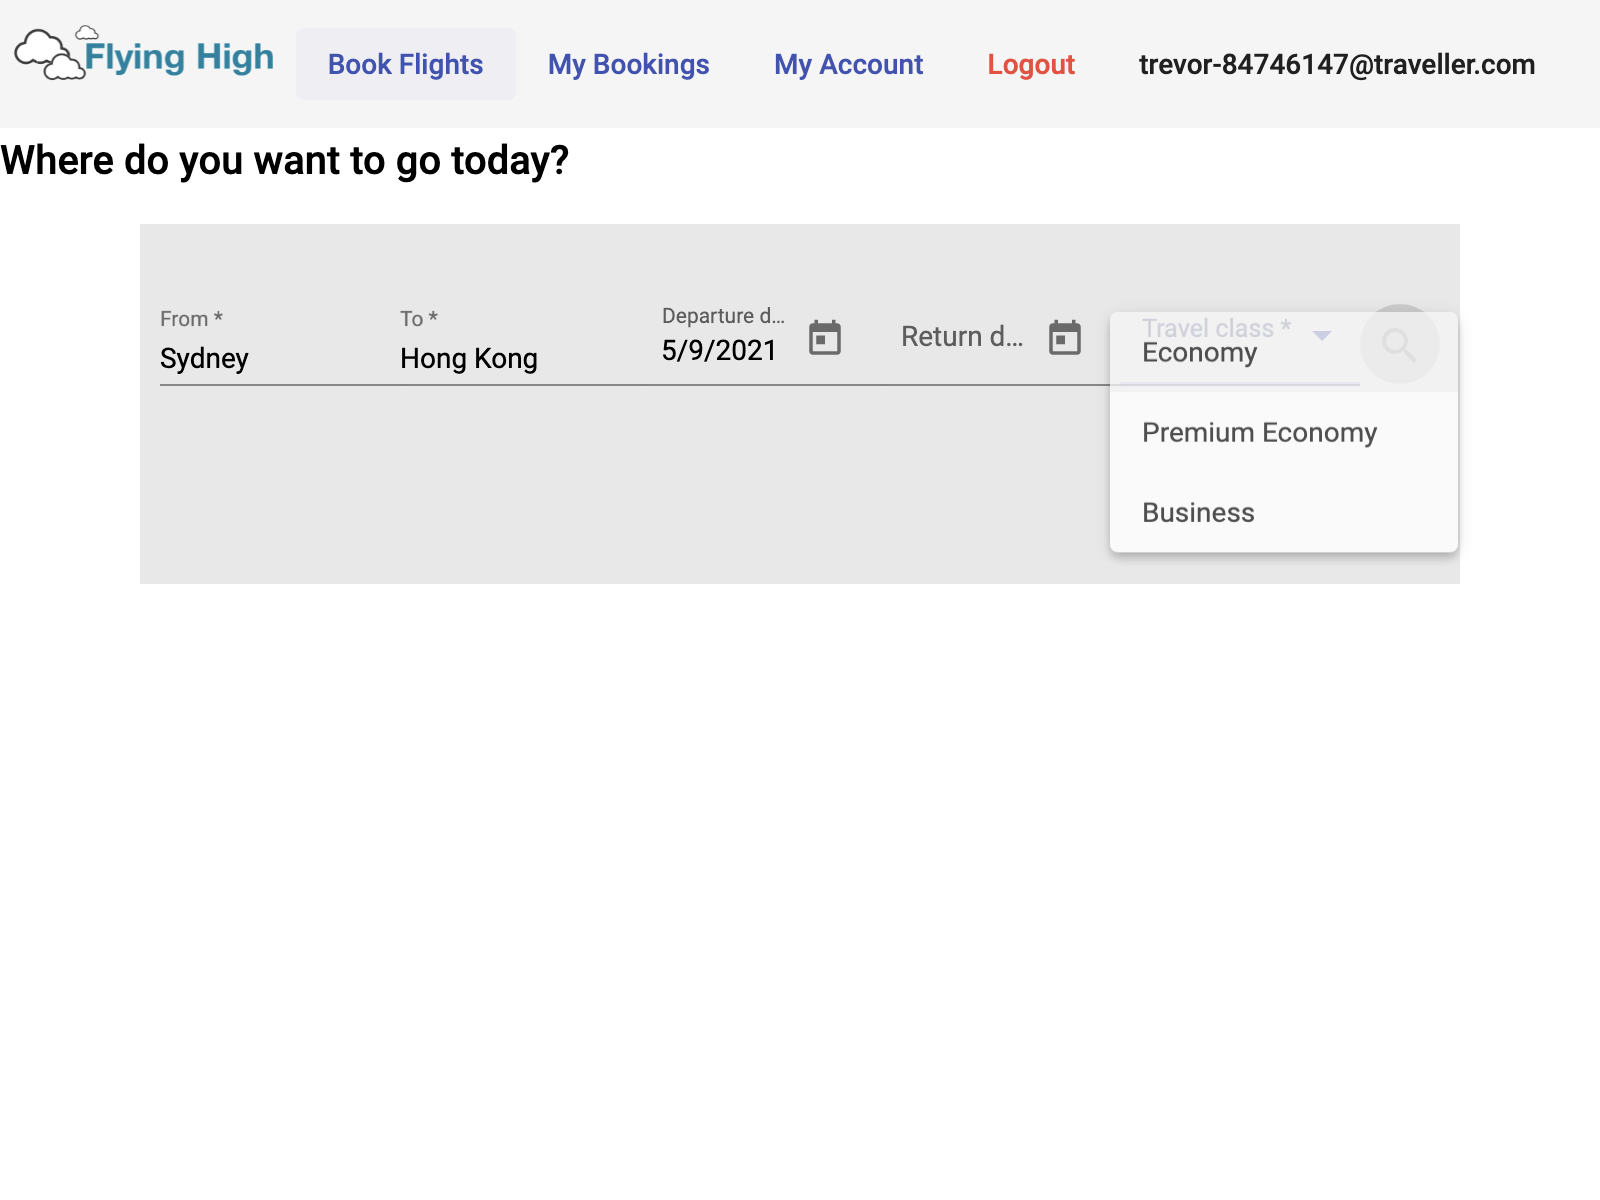 Flying High
Book Flights
My Bookings
My Account
Logout
trevor-84746147@traveller.com
Where do you want to go today?
From *
Sydney
To *
Hong Kong
Departure d...
5/9/2021
Return d...
Travel class *
Economy
Premium Economy
Business